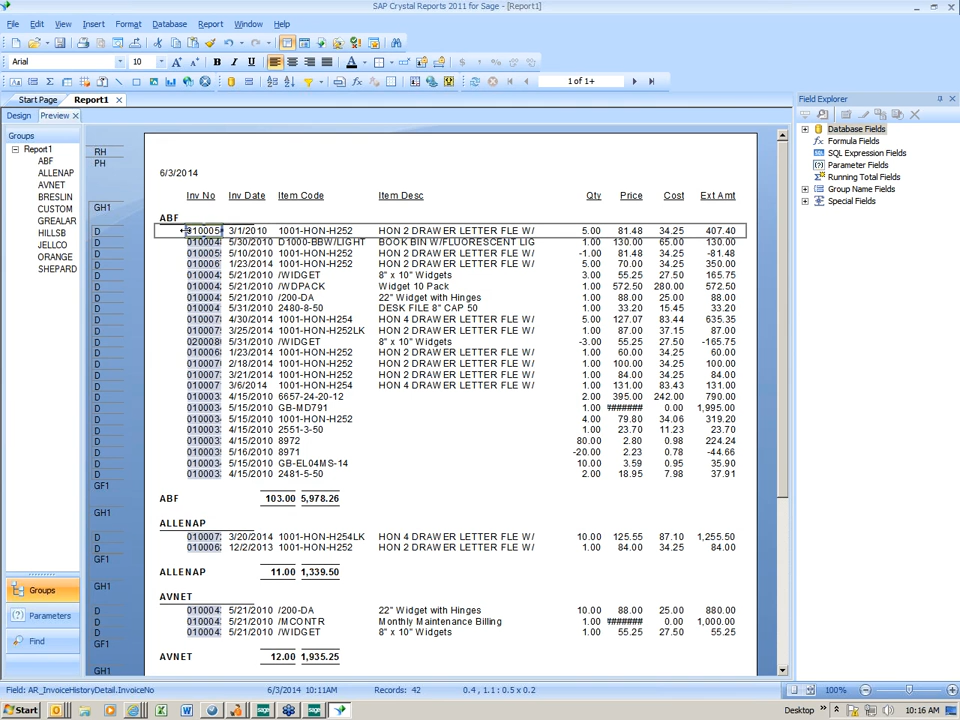 SAP Crystal Reports 2011 for Sage - [Report1]
File Edit View Insert Format Database Report Window Help
Arial 10
1 of 1+
Start Page Report1
Design Preview
Groups
Report1
ABF
ALLENAP
AVNET
BRESLIN
CUSTOM
GREALAR
HILLSB
JELLCO
ORANGE
SHEPARD
Groups
Parameters
Find
RH
PH
6/3/2014
Inv No Inv Date Item Code Item Desc Qty Price Cost Ext Amt
GH1
ABF
D 010005 3/1/2010 1001-HON-H252 HON 2 DRAWER LETTER FLE W/ 5.00 81.48 34.25 407.40
D 010004 5/30/2010 D1000-BBW/LIGHT BOOK BIN W/FLUORESCENT LIG 1.00 130.00 65.00 130.00
D 010005 5/10/2010 1001-HON-H252 HON 2 DRAWER LETTER FLE W/ -1.00 81.48 34.25 -81.48
D 010006 1/23/2014 1001-HON-H252 HON 2 DRAWER LETTER FLE W/ 5.00 70.00 34.25 350.00
D 010004 5/21/2010 /WIDGET 8" x 10" Widgets 3.00 55.25 27.50 165.75
D 010004 5/21/2010 /WDPACK Widget 10 Pack 1.00 572.50 280.00 572.50
D 010004 5/21/2010 /200-DA 22" Widget with Hinges 1.00 88.00 25.00 88.00
D 010004 5/31/2010 2480-8-50 DESK FILE 8" CAP 50 1.00 33.20 15.45 33.20
D 010007 4/30/2014 1001-HON-H254 HON 4 DRAWER LETTER FLE W/ 5.00 127.07 83.44 635.35
D 010007 3/25/2014 1001-HON-H252LK HON 2 DRAWER LETTER FLE W/ 1.00 87.00 37.15 87.00
D 020008 5/31/2010 /WIDGET 8" x 10" Widgets -3.00 55.25 27.50 -165.75
D 010006 1/23/2014 1001-HON-H252 HON 2 DRAWER LETTER FLE W/ 1.00 60.00 34.25 60.00
D 010007 2/18/2014 1001-HON-H252 HON 2 DRAWER LETTER FLE W/ 1.00 100.00 34.25 100.00
D 010007 3/21/2014 1001-HON-H252 HON 2 DRAWER LETTER FLE W/ 1.00 84.00 34.25 84.00
D 010007 3/6/2014 1001-HON-H254 HON 4 DRAWER LETTER FLE W/ 1.00 131.00 83.43 131.00
D 010003 4/15/2010 6657-24-20-12 2.00 395.00 242.00 790.00
D 010003 5/15/2010 GB-MD791 1.00 ####### 0.00 1,995.00
D 010003 4/15/2010 1001-HON-H252 4.00 79.80 34.06 319.20
D 010003 4/15/2010 2551-3-50 1.00 23.70 11.23 23.70
D 010003 4/15/2010 8972 80.00 2.80 0.98 224.24
D 010003 5/16/2010 8971 -20.00 2.23 0.78 -44.66
D 010003 5/15/2010 GB-EL04MS-14 10.00 3.59 0.95 35.90
D 010003 4/15/2010 2481-5-50 2.00 18.95 7.98 37.91
GF1
ABF 103.00 5,978.26
GH1
ALLENAP
D 010007 3/20/2014 1001-HON-H254LK HON 4 DRAWER LETTER FLE W/ 10.00 125.55 87.10 1,255.50
D 010006 12/2/2013 1001-HON-H252 HON 2 DRAWER LETTER FLE W/ 1.00 84.00 34.25 84.00
GF1
ALLENAP 11.00 1,339.50
GH1
AVNET
D 010004 5/21/2010 /200-DA 22" Widget with Hinges 10.00 88.00 25.00 880.00
D 010004 5/21/2010 /MCONTR Monthly Maintenance Billing 1.00 ####### 0.00 1,000.00
D 010004 5/21/2010 /WIDGET 8" x 10" Widgets 1.00 55.25 27.50 55.25
GF1
AVNET 12.00 1,935.25
GH1
Field Explorer
Database Fields
Formula Fields
SQL Expression Fields
Parameter Fields
Running Total Fields
Group Name Fields
Special Fields
Field: AR_InvoiceHistoryDetail.InvoiceNo 6/3/2014 10:11AM Records: 42 0.4 , 1.1 : 0.5 x 0.2 100%
Start Desktop 10:16 AM